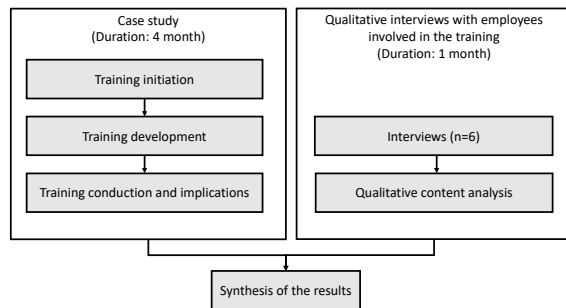 Case study
(Duration: 4 month)
Training initiation
Training development
Training conduction and implications
Qualitative interviews with employees
involved in the training
(Duration: 1 month)
Interviews (n=6)
Qualitative content analysis
Synthesis of the results